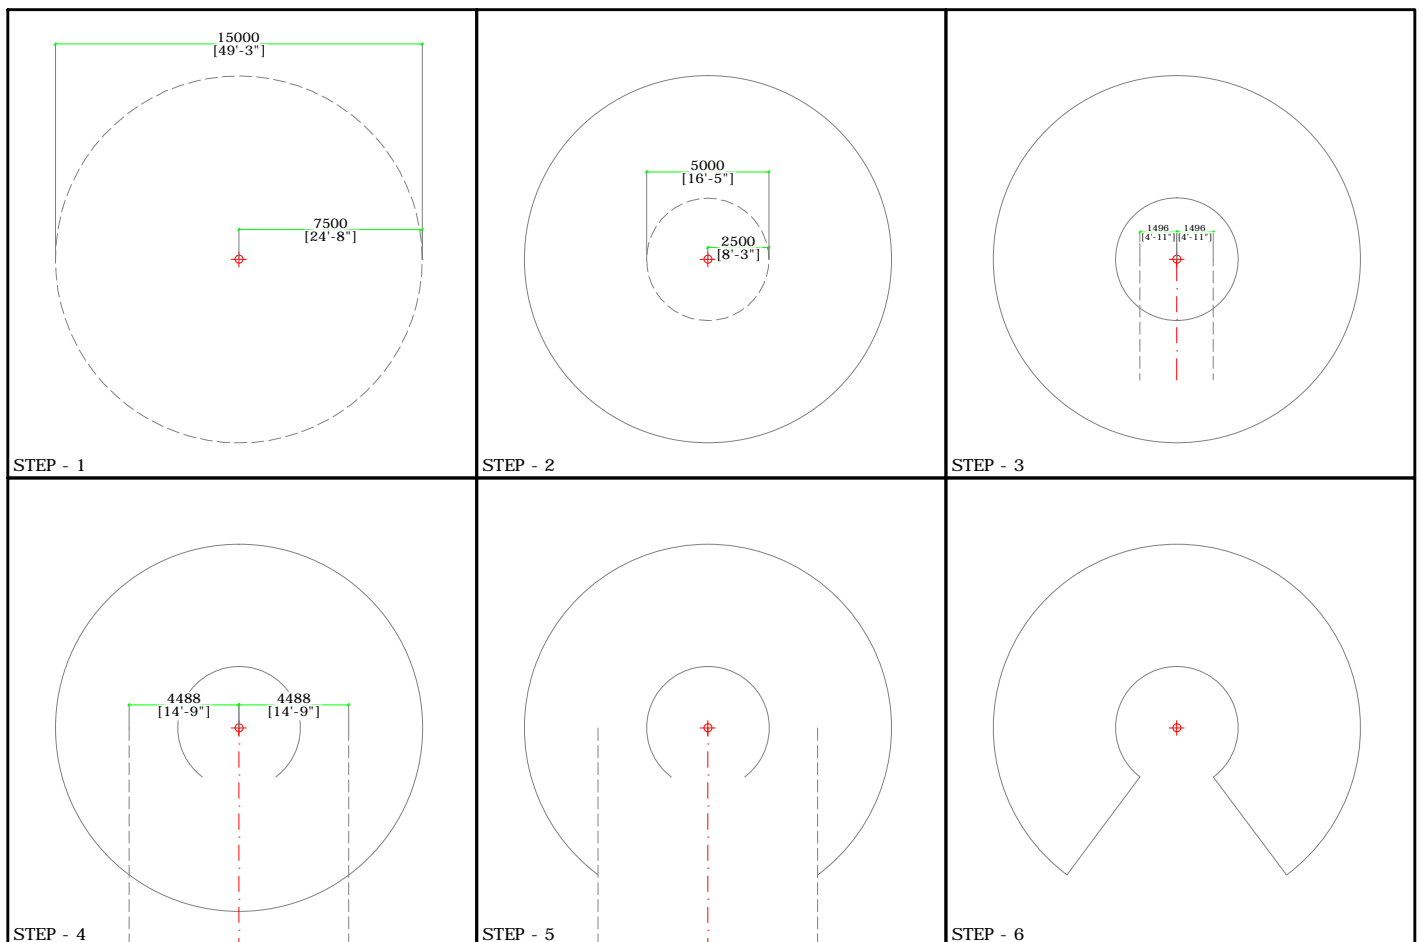 15000
[49'-3"]
7500
[24'-8"]
STEP - 1
5000
[16'-5"]
2500
[8'-3"]
STEP - 2
1496 1496
[4'-11"] [4'-11"]
STEP - 3
4488 4488
[14'-9"] [14'-9"]
STEP - 4
STEP - 5
STEP - 6